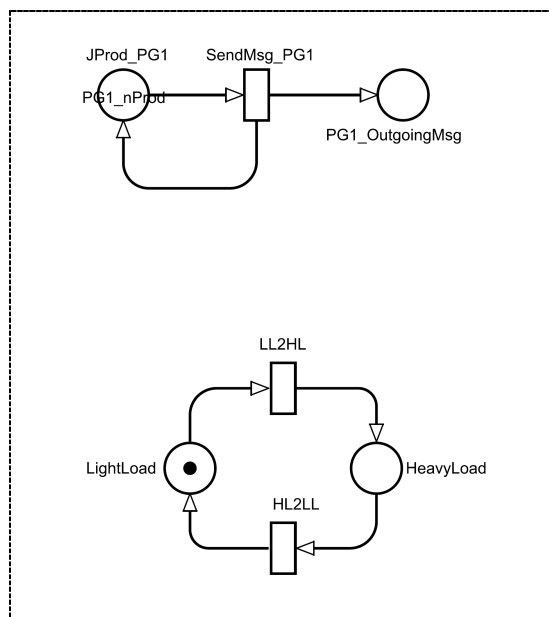 JProd_PG1
SendMsg_PG1
PG1_nProd
PG1_OutgoingMsg
LL2HL
LightLoad
HeavyLoad
HL2LL